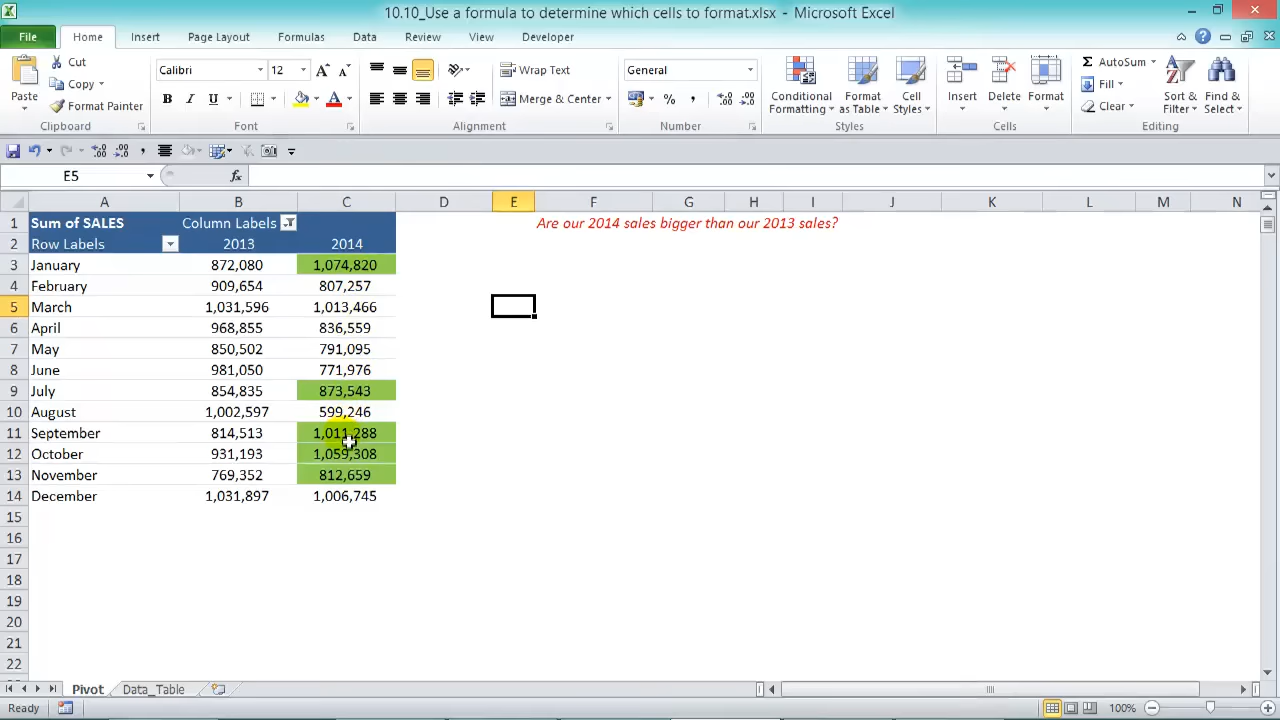 10.10_Use a formula to determine which cells to format.xlsx - Microsoft Excel
File Home Insert Page Layout Formulas Data Review View Developer
Paste
Cut
Copy
Format Painter
Clipboard
Calibri 12
B I U A
Font
Wrap Text
Merge & Center
Alignment
General
% ,
Number
Conditional Formatting
Format as Table
Cell Styles
Styles
Insert Delete Format
Cells
AutoSum
Fill
Clear
Sort & Filter
Find & Select
Editing
E5 fx
A B C D E F G H I J K L M N
1 Sum of SALES Column Labels Are our 2014 sales bigger than our 2013 sales?
2 Row Labels 2013 2014
3 January 872,080 1,074,820
4 February 909,654 807,257
5 March 1,031,596 1,013,466
6 April 968,855 836,559
7 May 850,502 791,095
8 June 981,050 771,976
9 July 854,835 873,543
10 August 1,002,597 599,246
11 September 814,513 1,011,288
12 October 931,193 1,059,308
13 November 769,352 812,659
14 December 1,031,897 1,006,745
15
16
17
18
19
20
21
22
Pivot Data_Table
Ready 100%